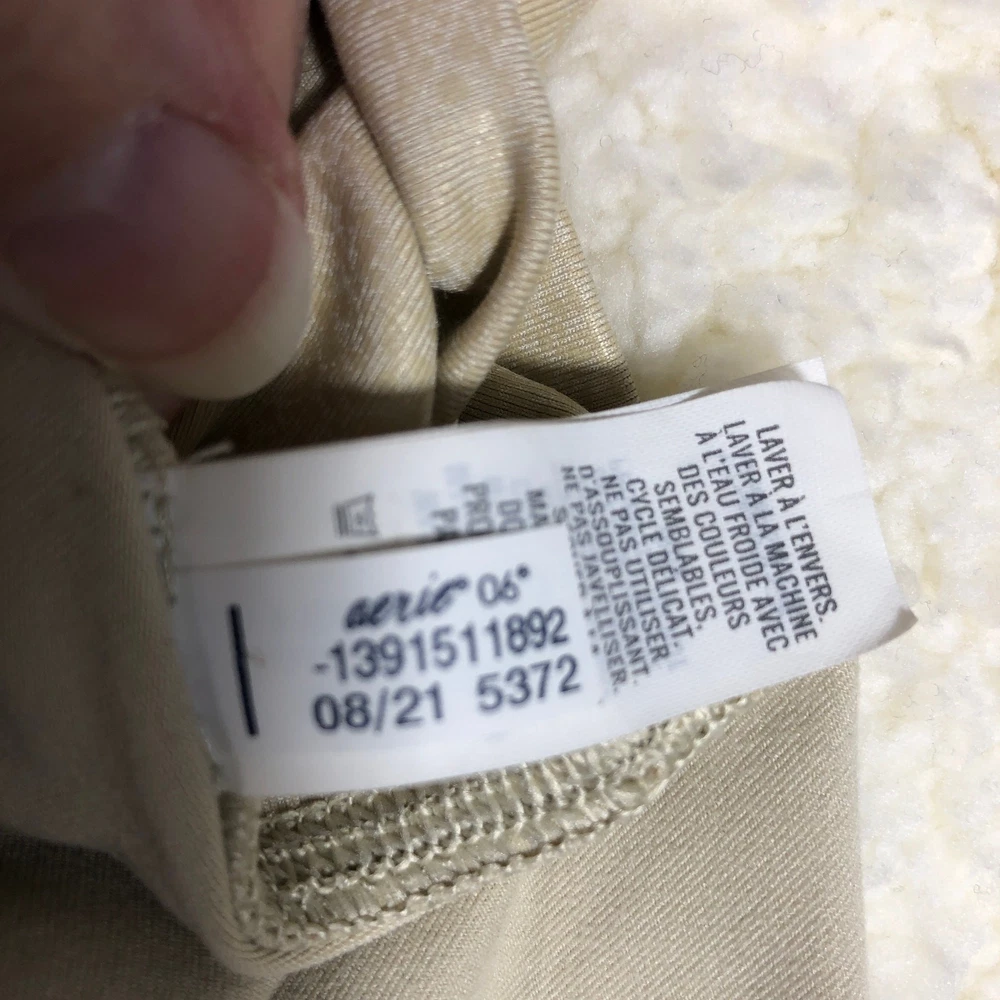 aerie® 06°
-1391511892
08/21 5372
LAVER À L'ENVERS.
LAVER À LA MACHINE
À L'EAU FROIDE AVEC
DES COULEURS
SEMBLABLES.
CYCLE DÉLICAT.
NE PAS UTILISER
D'ASSOUPLISSANT.
NE PAS JAVELLISER.